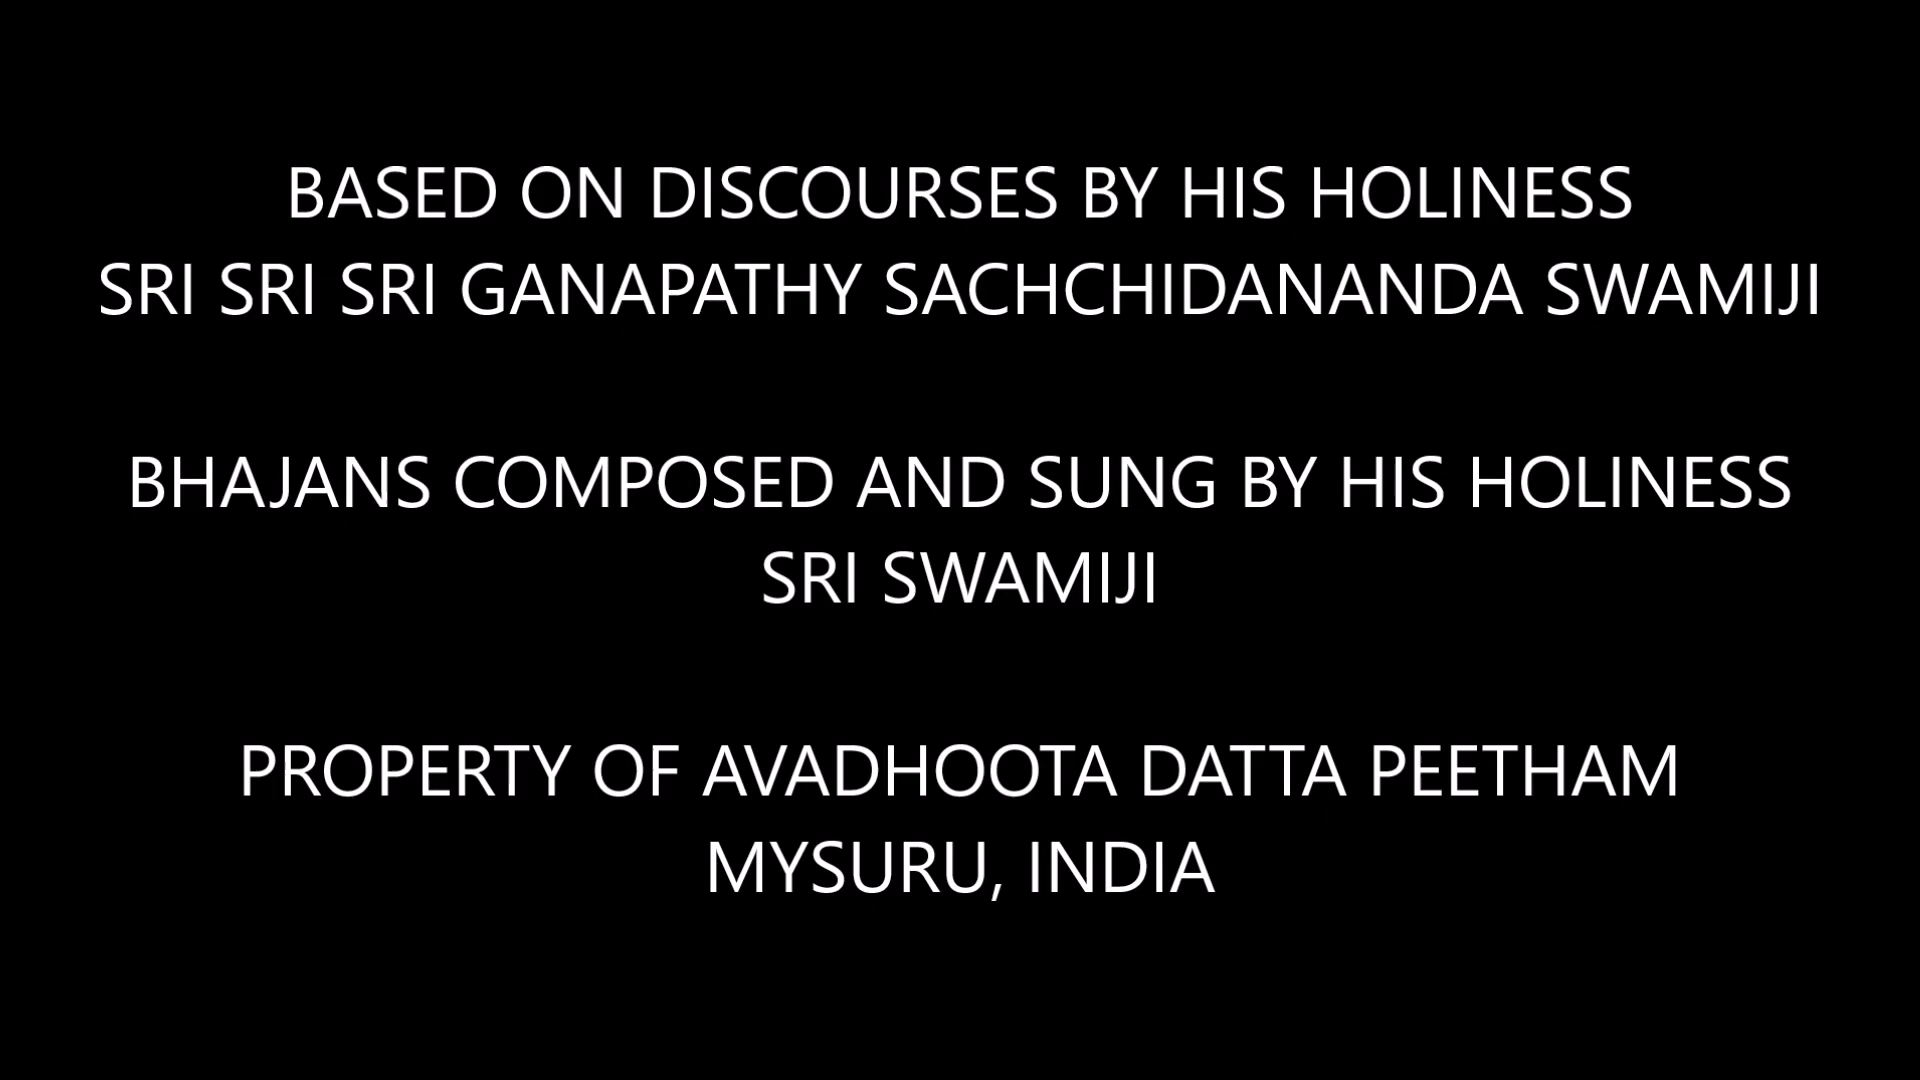 BASED ON DISCOURSES BY HIS HOLINESS
SRI SRI SRI GANAPATHY SACHCHIDANANDA SWAMIJI
BHAJANS COMPOSED AND SUNG BY HIS HOLINESS
SRI SWAMIJI
PROPERTY OF AVADHOOTA DATTA PEETHAM
MYSURU, INDIA